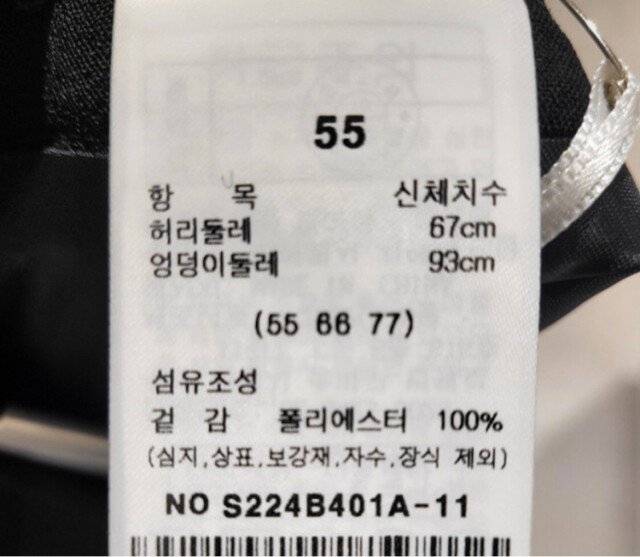 55
항 목 신체치수
허리둘레 67cm
엉덩이둘레 93cm
(55 66 77)
섬유조성
겉 감 폴리에스터 100%
(심지,상표,보강재,자수,장식 제외)
NO S224B401A-11